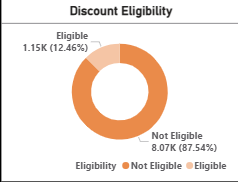 Discount Eligibility
Eligible
1.15K (12.46%)
Not Eligible
8.07K (87.54%)
Eligibility Not Eligible Eligible